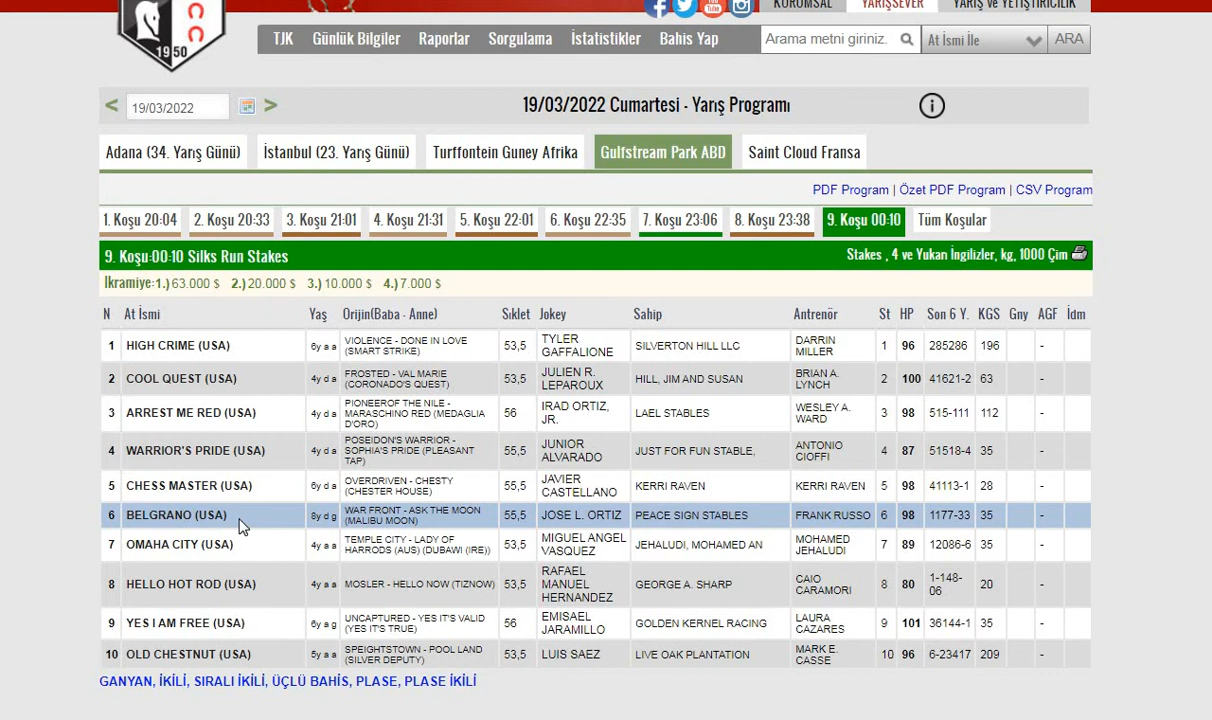 KURUMSAL YARIŞSEVER YARIŞ ve YETİŞTİRİCİLİK
C
C
1950
f You Tube
TJK Günlük Bilgiler Raporlar Sorgulama İstatistikler Bahis Yap Arama metni giriniz. At İsmi İle ARA
< 19/03/2022 > 19/03/2022 Cumartesi - Yarış Programı i
Adana (34. Yarış Günü) İstanbul (23. Yarış Günü) Turffontein Guney Afrika Gulfstream Park ABD Saint Cloud Fransa
PDF Program | Özet PDF Program | CSV Program
1. Koşu 20:04 2. Koşu 20:33 3. Koşu 21:01 4. Koşu 21:31 5. Koşu 22:01 6. Koşu 22:35 7. Koşu 23:06 8. Koşu 23:38 9. Koşu 00:10 Tüm Koşular
9. Koşu:00:10 Silks Run Stakes Stakes , 4 ve Yukarı İngilizler, kg, 1000 Çim
İkramiye:1.) 63.000 $ 2.) 20.000 $ 3.) 10.000 $ 4.) 7.000 $
N At İsmi Yaş Orijin(Baba - Anne) Sıklet Jokey Sahip Antrenör St HP Son 6 Y. KGS Gny AGF İdm
1 HIGH CRIME (USA) 6y a a VIOLENCE - DONE IN LOVE (SMART STRIKE) 53,5 TYLER GAFFALIONE SILVERTON HILL LLC DARRIN MILLER 1 96 285286 196 -
2 COOL QUEST (USA) 4y d a FROSTED - VAL MARIE (CORONADO'S QUEST) 53,5 JULIEN R. LEPAROUX HILL, JIM AND SUSAN BRIAN A. LYNCH 2 100 41621-2 63 -
3 ARREST ME RED (USA) 4y d a PIONEEROF THE NILE - MARASCHINO RED (MEDAGLIA D'ORO) 56 IRAD ORTIZ, JR. LAEL STABLES WESLEY A. WARD 3 98 515-111 112 -
4 WARRIOR'S PRIDE (USA) 4y d a POSEIDON'S WARRIOR - SOPHIA'S PRIDE (PLEASANT TAP) 55,5 JUNIOR ALVARADO JUST FOR FUN STABLE, ANTONIO CIOFFI 4 87 51518-4 35 -
5 CHESS MASTER (USA) 6y d a OVERDRIVEN - CHESTY (CHESTER HOUSE) 55,5 JAVIER CASTELLANO KERRI RAVEN KERRI RAVEN 5 98 41113-1 28 -
6 BELGRANO (USA) 8y d g WAR FRONT - ASK THE MOON (MALIBU MOON) 55,5 JOSE L. ORTIZ PEACE SIGN STABLES FRANK RUSSO 6 98 1177-33 35 -
7 OMAHA CITY (USA) 4y a a TEMPLE CITY - LADY OF HARRODS (AUS) (DUBAWI (IRE)) 53,5 MIGUEL ANGEL VASQUEZ JEHALUDI, MOHAMED AN MOHAMED JEHALUDI 7 89 12086-6 35 -
8 HELLO HOT ROD (USA) 4y a a MOSLER - HELLO NOW (TIZNOW) 53,5 RAFAEL MANUEL HERNANDEZ GEORGE A. SHARP CAIO CARAMORI 8 80 1-148-06 20 -
9 YES I AM FREE (USA) 6y a g UNCAPTURED - YES IT'S VALID (YES IT'S TRUE) 56 EMISAEL JARAMILLO GOLDEN KERNEL RACING LAURA CAZARES 9 101 36144-1 35 -
10 OLD CHESTNUT (USA) 5y a a SPEIGHTSTOWN - POOL LAND (SILVER DEPUTY) 53,5 LUIS SAEZ LIVE OAK PLANTATION MARK E. CASSE 10 96 6-23417 209 -
GANYAN, İKİLİ, SIRALI İKİLİ, ÜÇLÜ BAHİS, PLASE, PLASE İKİLİ